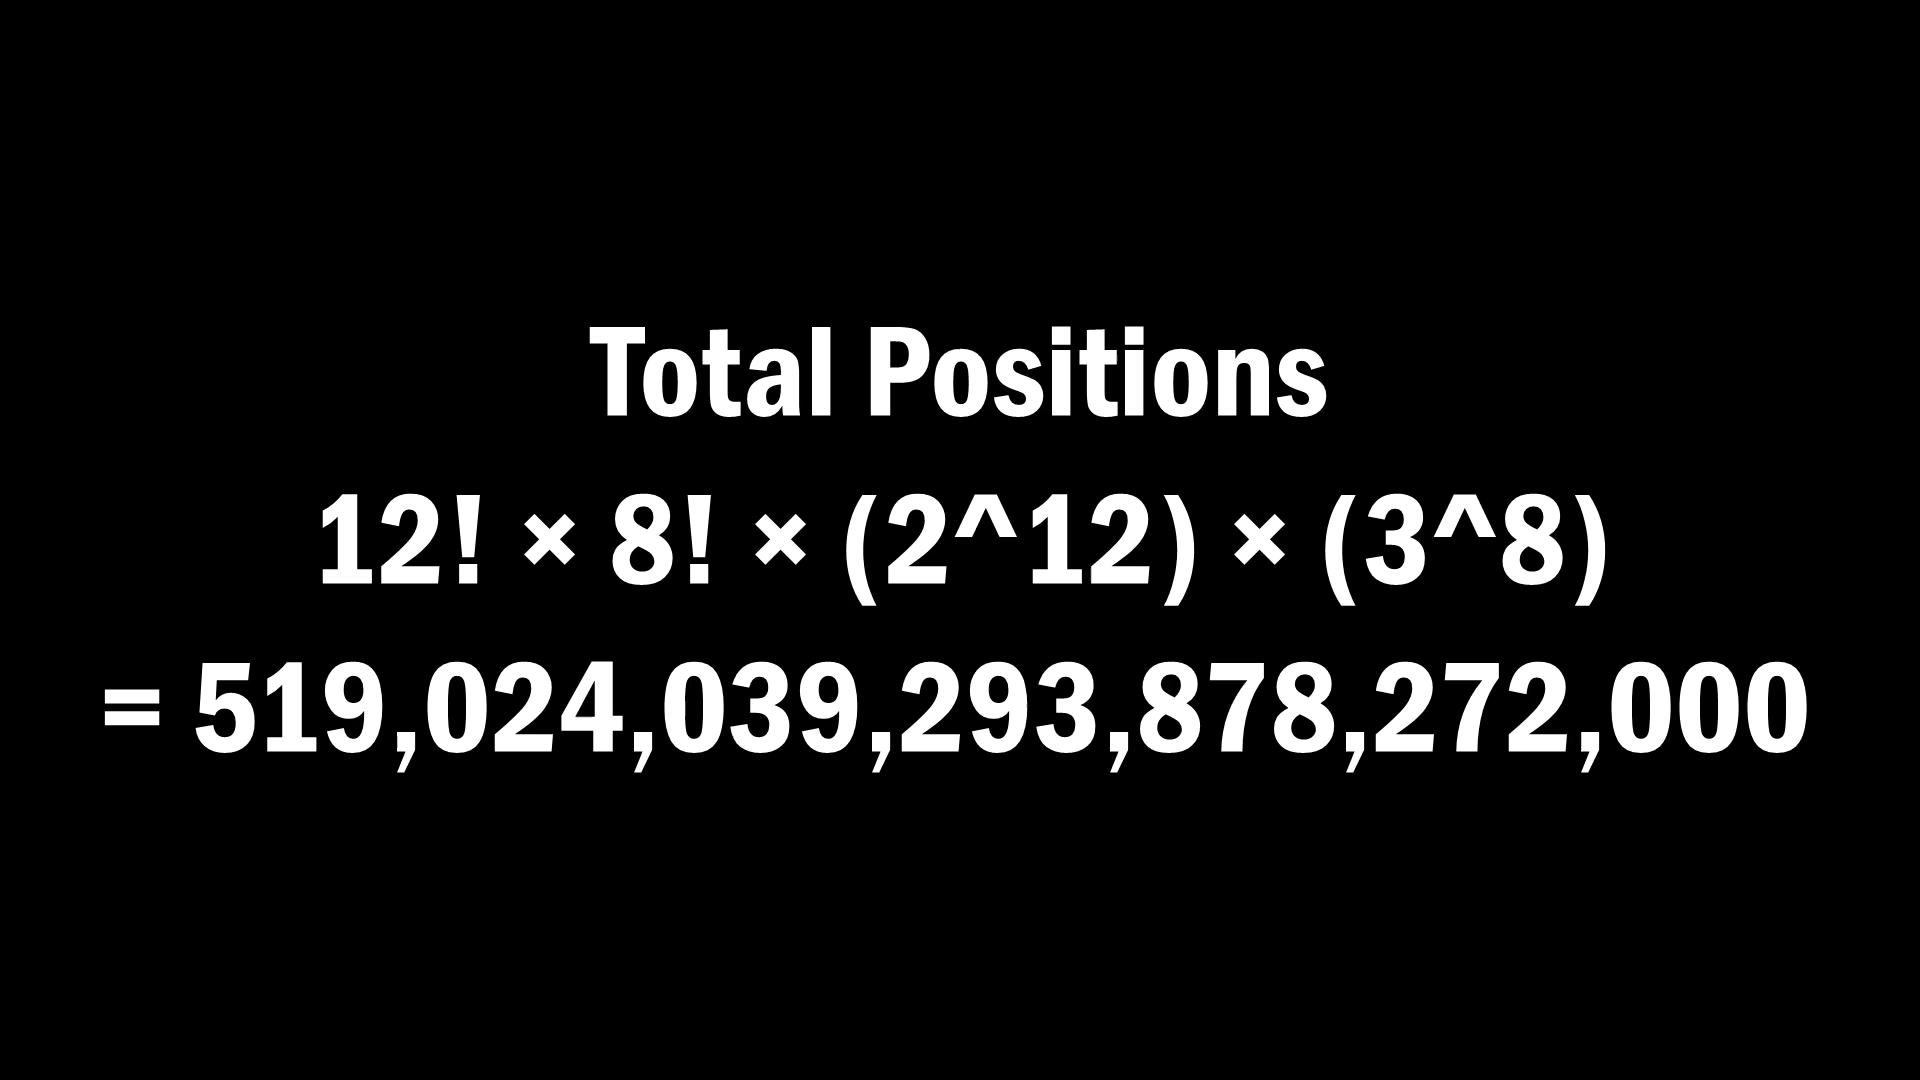 Total Positions
12! × 8! × (2^12) × (3^8)
= 519,024,039,293,878,272,000